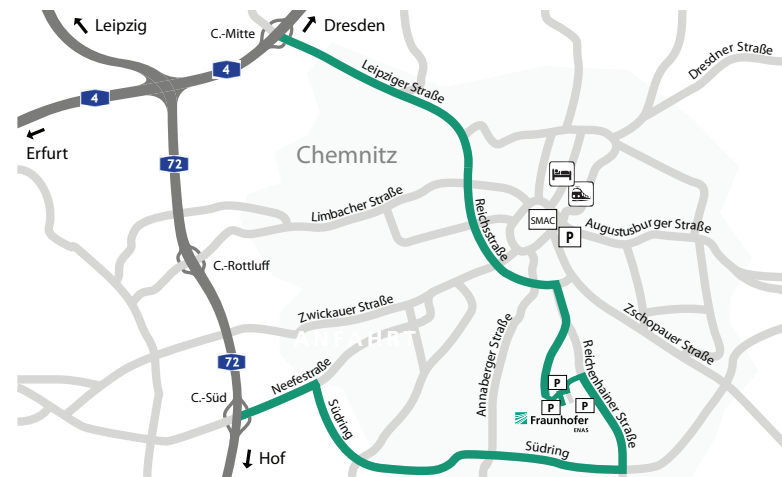 Leipzig
C.-Mitte
Dresden
4
4
Leipziger Straße
Dresdner Straße
Erfurt
72
Chemnitz
Limbacher Straße
Reichsstraße
SMAC
P
Augustusburger Straße
C.-Rottluff
Zwickauer Straße
ANFAHRT
Zschopauer Straße
72
Neefestraße
Annaberger Straße
Reichenhainer Straße
C.-Süd
P
P
P
Südring
Fraunhofer
ENAS
Südring
Hof